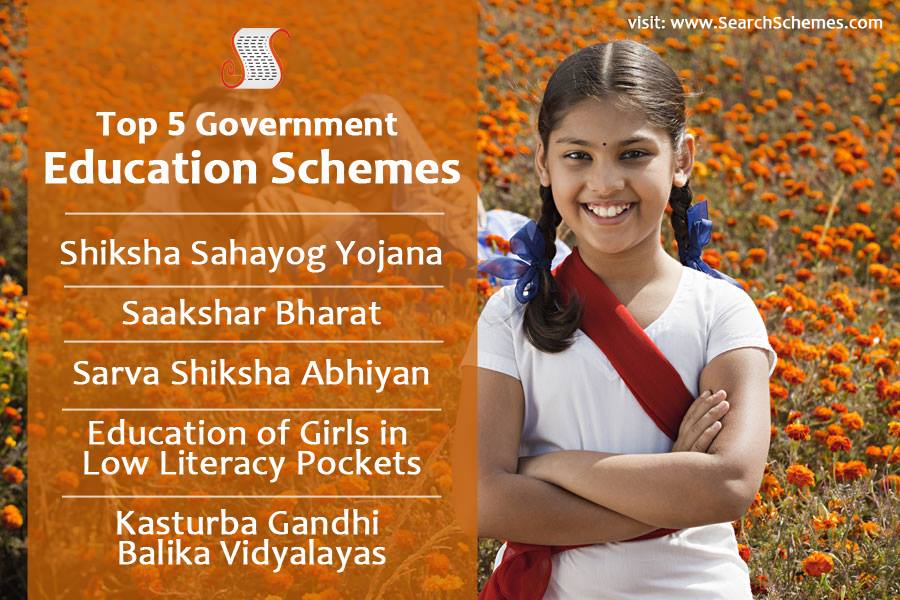 visit: www.SearchSchemes.com
Top 5 Government
Education Schemes
Shiksha Sahayog Yojana
Saakshar Bharat
Sarva Shiksha Abhiyan
Education of Girls in
Low Literacy Pockets
Kasturba Gandhi
Balika Vidyalayas